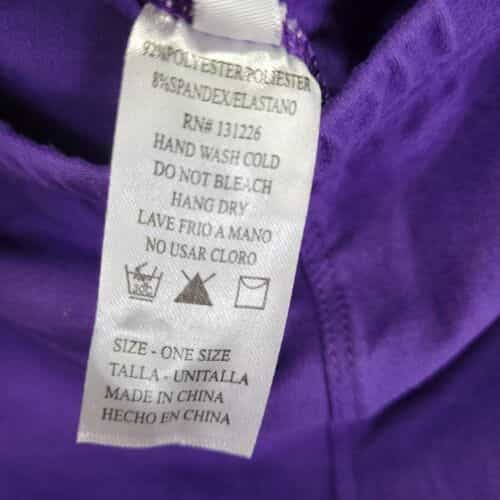 92%POLYESTER/POLIESTER
8%SPANDEX/ELASTANO
RN# 131226
HAND WASH COLD
DO NOT BLEACH
HANG DRY
LAVE FRIO A MANO
NO USAR CLORO
30C
SIZE - ONE SIZE
TALLA - UNITALLA
MADE IN CHINA
HECHO EN CHINA